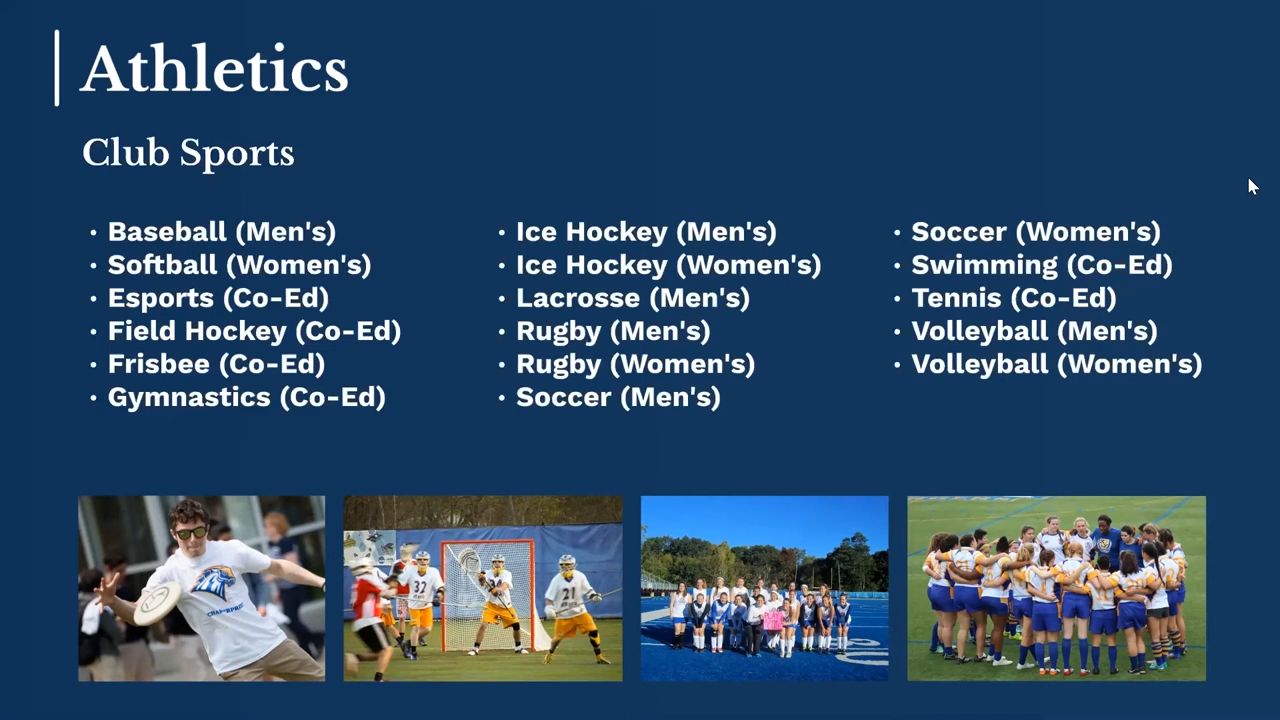 Athletics
Club Sports
• Baseball (Men's)
• Softball (Women's)
• Esports (Co-Ed)
• Field Hockey (Co-Ed)
• Frisbee (Co-Ed)
• Gymnastics (Co-Ed)
• Ice Hockey (Men's)
• Ice Hockey (Women's)
• Lacrosse (Men's)
• Rugby (Men's)
• Rugby (Women's)
• Soccer (Men's)
• Soccer (Women's)
• Swimming (Co-Ed)
• Tennis (Co-Ed)
• Volleyball (Men's)
• Volleyball (Women's)
32
21